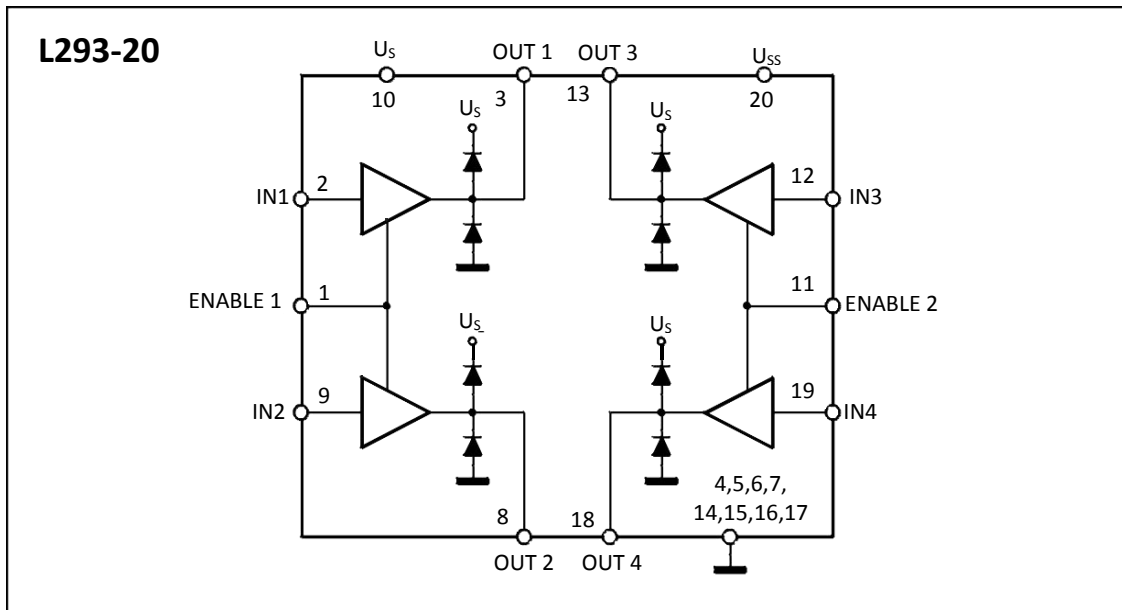 L293-20
US
OUT 1
OUT 3
USS
10
3
13
20
US
US
IN1
2
12
IN3
ENABLE 1
1
11
ENABLE 2
US
US
IN2
9
19
IN4
4,5,6,7,
14,15,16,17
8
18
OUT 2
OUT 4